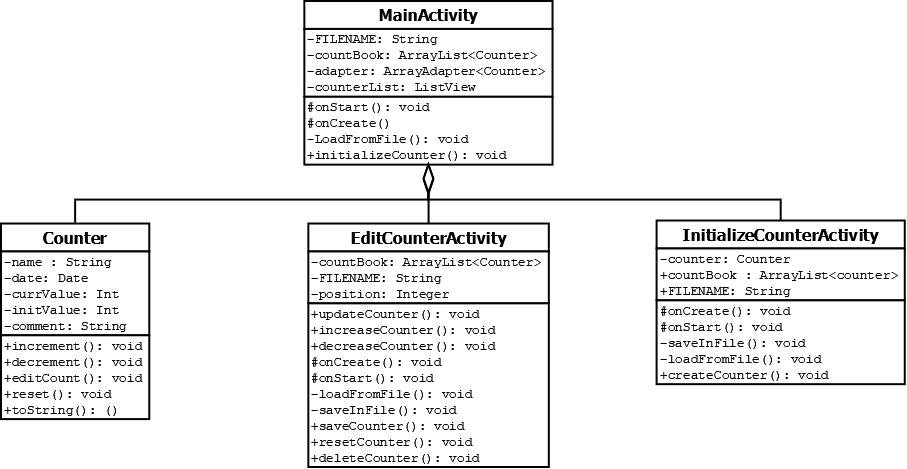 MainActivity
-FILENAME: String
-countBook: ArrayList<Counter>
-adapter: ArrayAdapter<Counter>
-counterList: ListView
#onStart(): void
#onCreate()
-LoadFromFile(): void
+initializeCounter(): void
Counter
-name : String
-date: Date
-currValue: Int
-initValue: Int
-comment: String
+increment(): void
+decrement(): void
+editCount(): void
+reset(): void
+toString(): ()
EditCounterActivity
-countBook: ArrayList<Counter>
-FILENAME: String
-position: Integer
+updateCounter(): void
+increaseCounter(): void
+decreaseCounter(): void
#onCreate(): void
#onStart(): void
-loadFromFile(): void
-saveInFile(): void
+saveCounter(): void
+resetCounter(): void
+deleteCounter(): void
InitializeCounterActivity
-counter: Counter
+countBook : ArrayList<counter>
+FILENAME: String
#onCreate(): void
#onStart(): void
-saveInFile(): void
-loadFromFile(): void
+createCounter(): void